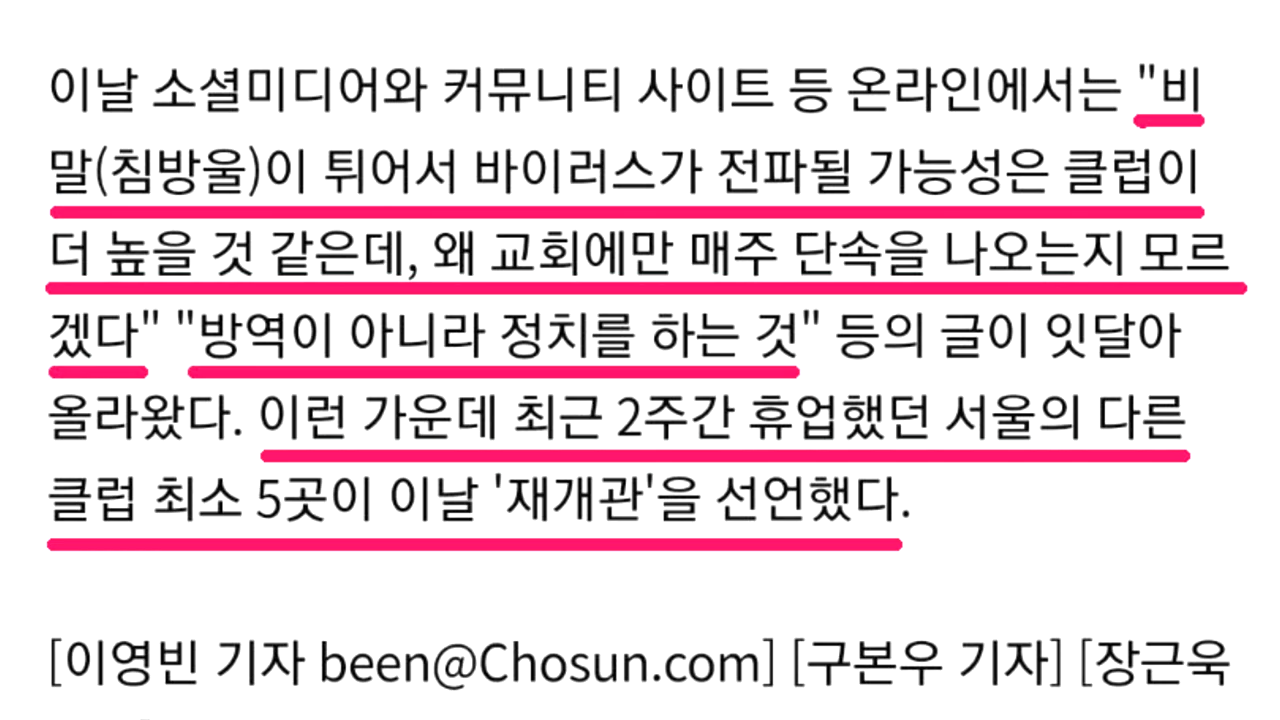 이날 소셜미디어와 커뮤니티 사이트 등 온라인에서는 "비
말(침방울)이 튀어서 바이러스가 전파될 가능성은 클럽이
더 높을 것 같은데, 왜 교회에만 매주 단속을 나오는지 모르
겠다" "방역이 아니라 정치를 하는 것" 등의 글이 잇달아
올라왔다. 이런 가운데 최근 2주간 휴업했던 서울의 다른
클럽 최소 5곳이 이날 '재개관'을 선언했다.
[이영빈 기자 been@Chosun.com] [구본우 기자] [장근욱